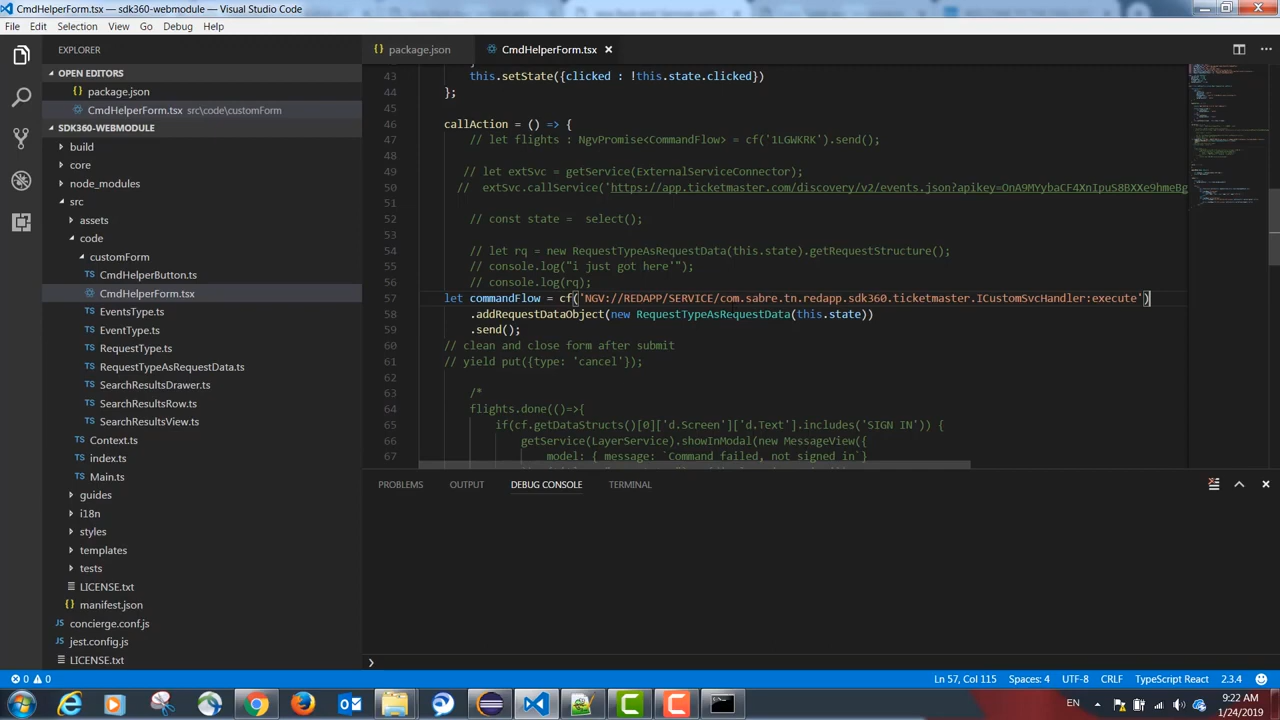 CmdHelperForm.tsx — sdk360-webmodule — Visual Studio Code
File Edit Selection View Go Debug Help
EXPLORER
OPEN EDITORS
package.json
CmdHelperForm.tsx src\code\customForm
SDK360-WEBMODULE
build
core
node_modules
src
assets
code
customForm
CmdHelperButton.ts
CmdHelperForm.tsx
EventsType.ts
EventType.ts
RequestType.ts
RequestTypeAsRequestData.ts
SearchResultsDrawer.ts
SearchResultsRow.ts
SearchResultsView.ts
Context.ts
index.ts
Main.ts
guides
i18n
styles
templates
tests
LICENSE.txt
manifest.json
concierge.conf.js
jest.config.js
LICENSE.txt
package.json
CmdHelperForm.tsx
43 this.setState({clicked : !this.state.clicked})
44 };
45
46 callAction = () => {
47 // let flights : NgvPromise<CommandFlow> = cf('1LGWKRK').send();
48
49 // let extSvc = getService(ExternalServiceConnector);
50 // extSvc.callService('https://app.ticketmaster.com/discovery/v2/events.json?apikey=OnA9MYybaCF4XnIpuS8BXXe9hmeBg
51
52 // const state = select();
53
54 // let rq = new RequestTypeAsRequestData(this.state).getRequestStructure();
55 // console.log("i just got here'");
56 // console.log(rq);
57 let commandFlow = cf('NGV://REDAPP/SERVICE/com.sabre.tn.redapp.sdk360.ticketmaster.ICustomSvcHandler:execute')
58 .addRequestDataObject(new RequestTypeAsRequestData(this.state))
59 .send();
60 // clean and close form after submit
61 // yield put({type: 'cancel'});
62
63 /*
64 flights.done(()=>{
65 if(cf.getDataStructs()[0]['d.Screen']['d.Text'].includes('SIGN IN')) {
66 getService(LayerService).showInModal(new MessageView({
67 model: { message: `Command failed, not signed in`}
PROBLEMS OUTPUT DEBUG CONSOLE TERMINAL
0 0
Ln 57, Col 115 Spaces: 4 UTF-8 CRLF TypeScript React 2.3.4
EN
9:22 AM
1/24/2019